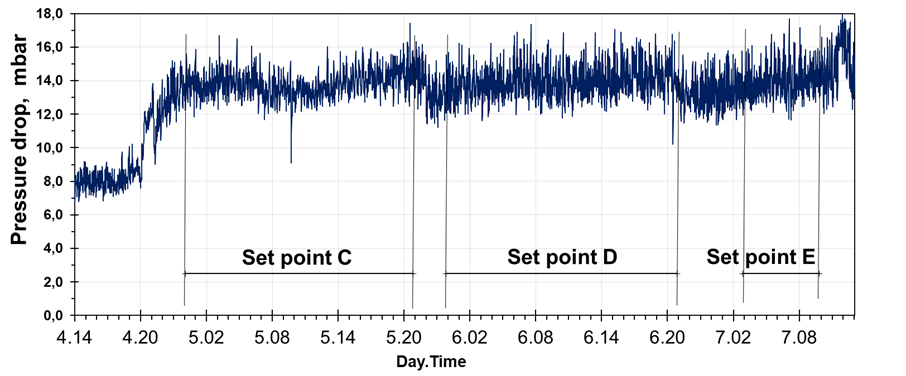 Pressure drop, mbar
18,0
16,0
14,0
12,0
10,0
8,0
6,0
4,0
2,0
0,0
Set point C
Set point D
Set point E
4.14 4.20 5.02 5.08 5.14 5.20 6.02 6.08 6.14 6.20 7.02 7.08
Day.Time